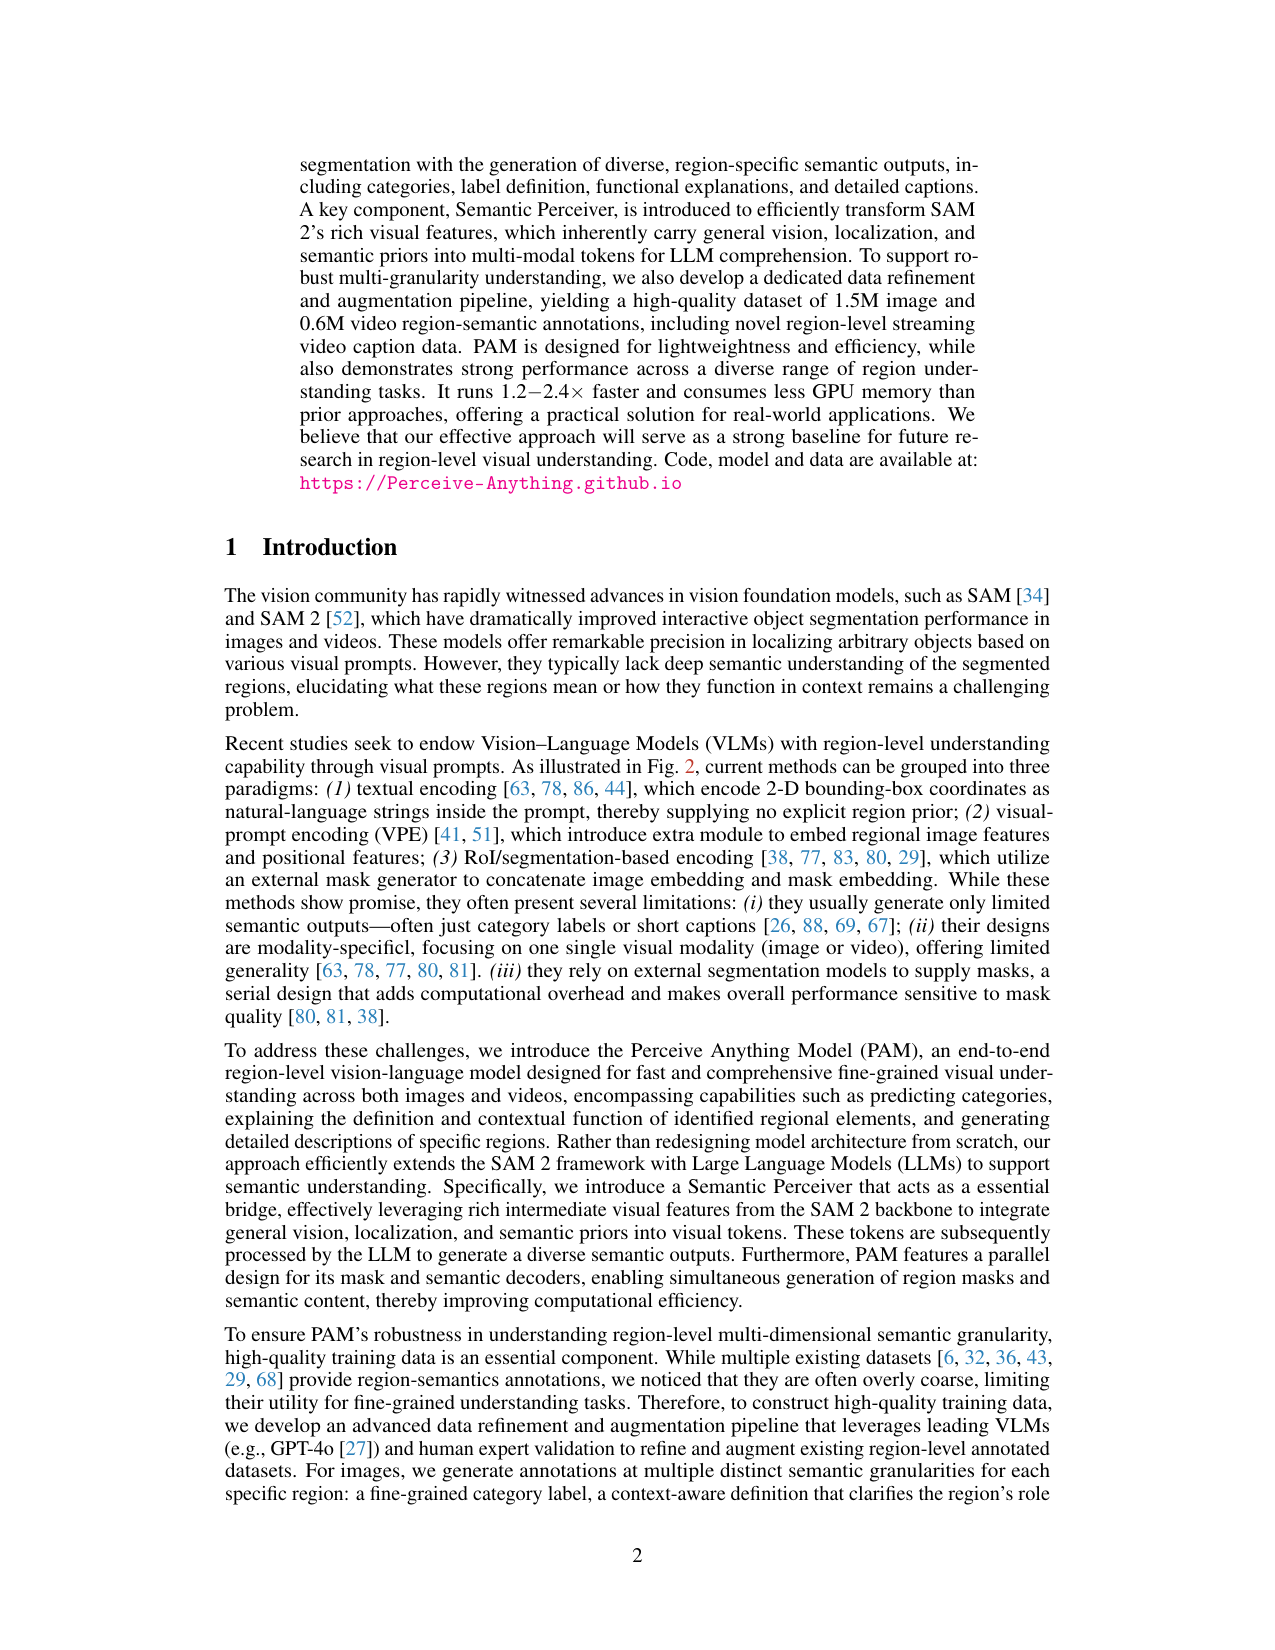 segmentation with the generation of diverse, region-specific semantic outputs, in-
cluding categories, label definition, functional explanations, and detailed captions.
A key component, Semantic Perceiver, is introduced to efficiently transform SAM
2's rich visual features, which inherently carry general vision, localization, and
semantic priors into multi-modal tokens for LLM comprehension. To support ro-
bust multi-granularity understanding, we also develop a dedicated data refinement
and augmentation pipeline, yielding a high-quality dataset of 1.5M image and
0.6M video region-semantic annotations, including novel region-level streaming
video caption data. PAM is designed for lightweightness and efficiency, while
also demonstrates strong performance across a diverse range of region under-
standing tasks. It runs 1.2−2.4× faster and consumes less GPU memory than
prior approaches, offering a practical solution for real-world applications. We
believe that our effective approach will serve as a strong baseline for future re-
search in region-level visual understanding. Code, model and data are available at:
https://Perceive-Anything.github.io
1 Introduction
The vision community has rapidly witnessed advances in vision foundation models, such as SAM [34]
and SAM 2 [52], which have dramatically improved interactive object segmentation performance in
images and videos. These models offer remarkable precision in localizing arbitrary objects based on
various visual prompts. However, they typically lack deep semantic understanding of the segmented
regions, elucidating what these regions mean or how they function in context remains a challenging
problem.
Recent studies seek to endow Vision–Language Models (VLMs) with region-level understanding
capability through visual prompts. As illustrated in Fig. 2, current methods can be grouped into three
paradigms: (1) textual encoding [63, 78, 86, 44], which encode 2-D bounding-box coordinates as
natural-language strings inside the prompt, thereby supplying no explicit region prior; (2) visual-
prompt encoding (VPE) [41, 51], which introduce extra module to embed regional image features
and positional features; (3) RoI/segmentation-based encoding [38, 77, 83, 80, 29], which utilize
an external mask generator to concatenate image embedding and mask embedding. While these
methods show promise, they often present several limitations: (i) they usually generate only limited
semantic outputs—often just category labels or short captions [26, 88, 69, 67]; (ii) their designs
are modality-specificl, focusing on one single visual modality (image or video), offering limited
generality [63, 78, 77, 80, 81]. (iii) they rely on external segmentation models to supply masks, a
serial design that adds computational overhead and makes overall performance sensitive to mask
quality [80, 81, 38].
To address these challenges, we introduce the Perceive Anything Model (PAM), an end-to-end
region-level vision-language model designed for fast and comprehensive fine-grained visual under-
standing across both images and videos, encompassing capabilities such as predicting categories,
explaining the definition and contextual function of identified regional elements, and generating
detailed descriptions of specific regions. Rather than redesigning model architecture from scratch, our
approach efficiently extends the SAM 2 framework with Large Language Models (LLMs) to support
semantic understanding. Specifically, we introduce a Semantic Perceiver that acts as a essential
bridge, effectively leveraging rich intermediate visual features from the SAM 2 backbone to integrate
general vision, localization, and semantic priors into visual tokens. These tokens are subsequently
processed by the LLM to generate a diverse semantic outputs. Furthermore, PAM features a parallel
design for its mask and semantic decoders, enabling simultaneous generation of region masks and
semantic content, thereby improving computational efficiency.
To ensure PAM's robustness in understanding region-level multi-dimensional semantic granularity,
high-quality training data is an essential component. While multiple existing datasets [6, 32, 36, 43,
29, 68] provide region-semantics annotations, we noticed that they are often overly coarse, limiting
their utility for fine-grained understanding tasks. Therefore, to construct high-quality training data,
we develop an advanced data refinement and augmentation pipeline that leverages leading VLMs
(e.g., GPT-4o [27]) and human expert validation to refine and augment existing region-level annotated
datasets. For images, we generate annotations at multiple distinct semantic granularities for each
specific region: a fine-grained category label, a context-aware definition that clarifies the region's role
2